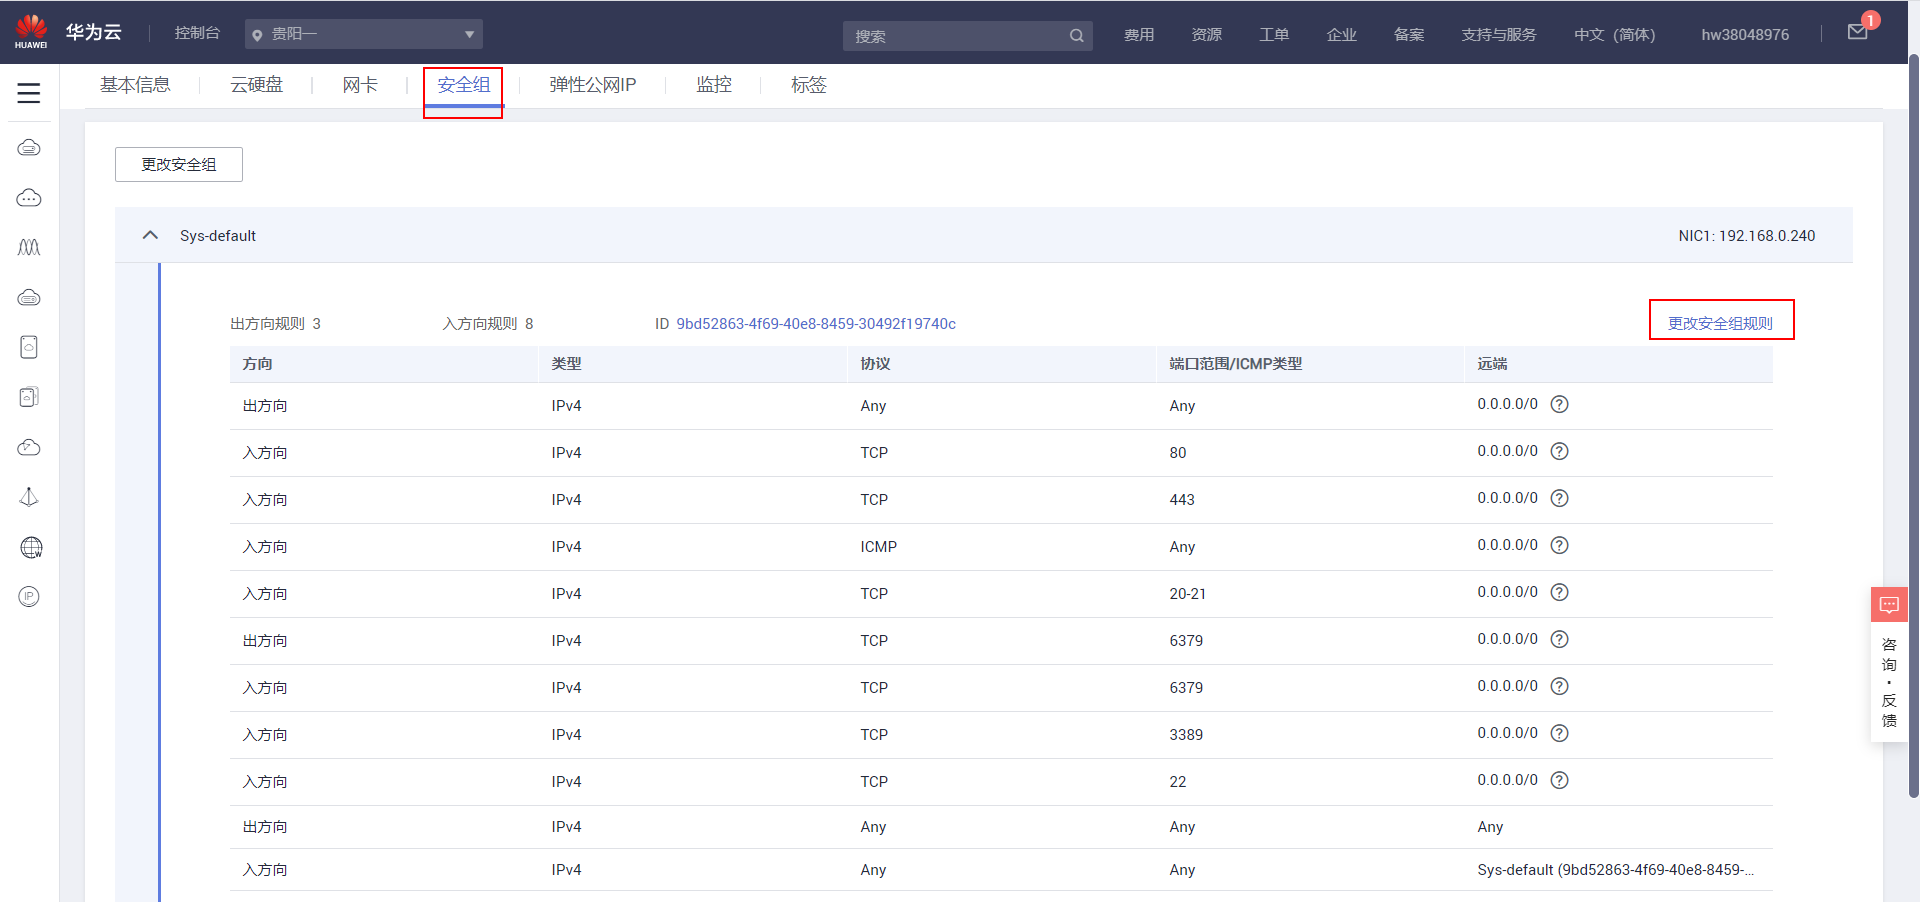 HUAWEI 华为云 控制台 贵阳一 搜索 费用 资源 工单 企业 备案 支持与服务 中文（简体） hw38048976 1
基本信息 云硬盘 网卡 安全组 弹性公网IP 监控 标签
更改安全组
Sys-default NIC1: 192.168.0.240
出方向规则 3 入方向规则 8 ID 9bd52863-4f69-40e8-8459-30492f19740c 更改安全组规则
方向 类型 协议 端口范围/ICMP类型 远端
出方向 IPv4 Any Any 0.0.0.0/0 ?
入方向 IPv4 TCP 80 0.0.0.0/0 ?
入方向 IPv4 TCP 443 0.0.0.0/0 ?
入方向 IPv4 ICMP Any 0.0.0.0/0 ?
入方向 IPv4 TCP 20-21 0.0.0.0/0 ?
出方向 IPv4 TCP 6379 0.0.0.0/0 ?
入方向 IPv4 TCP 6379 0.0.0.0/0 ?
入方向 IPv4 TCP 3389 0.0.0.0/0 ?
入方向 IPv4 TCP 22 0.0.0.0/0 ?
出方向 IPv4 Any Any Any
入方向 IPv4 Any Any Sys-default (9bd52863-4f69-40e8-8459-...
W
IP
咨询·反馈